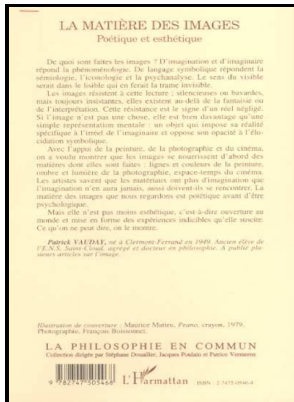 LA MATIÈRE DES IMAGES
Poétique et esthétique
De quoi sont faites les images ? D'imagination et d'imaginaire
répond la phénoménologie. De langage symbolique répondent la
sémiologie, l'iconologie et la psychanalyse. Le sens du visible
serait dans le lisible qui en ferait la trame invisible.
Les images résistent à cette lecture : silencieuses ou bavardes,
mais toujours insistantes, elles existent au-delà de la fantaisie ou
de l'interprétation. Cette résistance est le signe d'un réel négligé.
Si l'image n'est pas une chose, elle est bien davantage qu'une
simple représentation mentale : un objet qui impose sa réalité
spécifique à l'irréel de l'imaginaire et oppose son opacité à l'élu-
cidation symbolique.
Avec l'appui de la peinture, de la photographie et du cinéma,
on a voulu montrer que les images se nourrissent d'abord des
matières dont elles sont faites : lignes et couleurs de la peinture,
ombre et lumière de la photographie, espace-temps du cinéma.
Les artistes savent que les matériaux ont plus d'imagination que
l'imagination n'en aura jamais, aussi doivent-ils se rencontrer. La
matière des images que nous regardons est poétique avant d'être
psychologique.
Mais elle n'est pas moins esthétique, c'est-à-dire ouverture au
monde et mise en forme des expériences indicibles qu'elle suscite.
Ce qu'on ne peut dire, on le montre.
Patrick VAUDAY, né à Clermont-Ferrand en 1949. Ancien élève de
l'E.N.S. Saint-Cloud, agrégé et docteur en philosophie. A publié plu-
sieurs articles sur l'image.
Illustration de couverture : Maurice Matieu, Peano, crayon, 1979.
Photographie, François Boissonnet.
LA PHILOSOPHIE EN COMMUN
Collection dirigée par Stéphane Douailler, Jacques Poulain et Patrice Vermeren
9 782747 505468
L'Harmattan
ISBN : 2-7475-0546-4